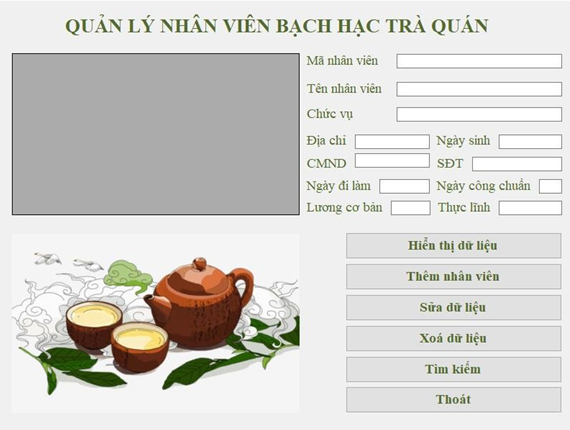 QUẢN LÝ NHÂN VIÊN BẠCH HẠC TRÀ QUÁN
Mã nhân viên
Tên nhân viên
Chức vụ
Địa chỉ Ngày sinh
CMND SĐT
Ngày đi làm Ngày công chuẩn
Lương cơ bản Thực lĩnh
Hiển thị dữ liệu
Thêm nhân viên
Sửa dữ liệu
Xoá dữ liệu
Tìm kiếm
Thoát